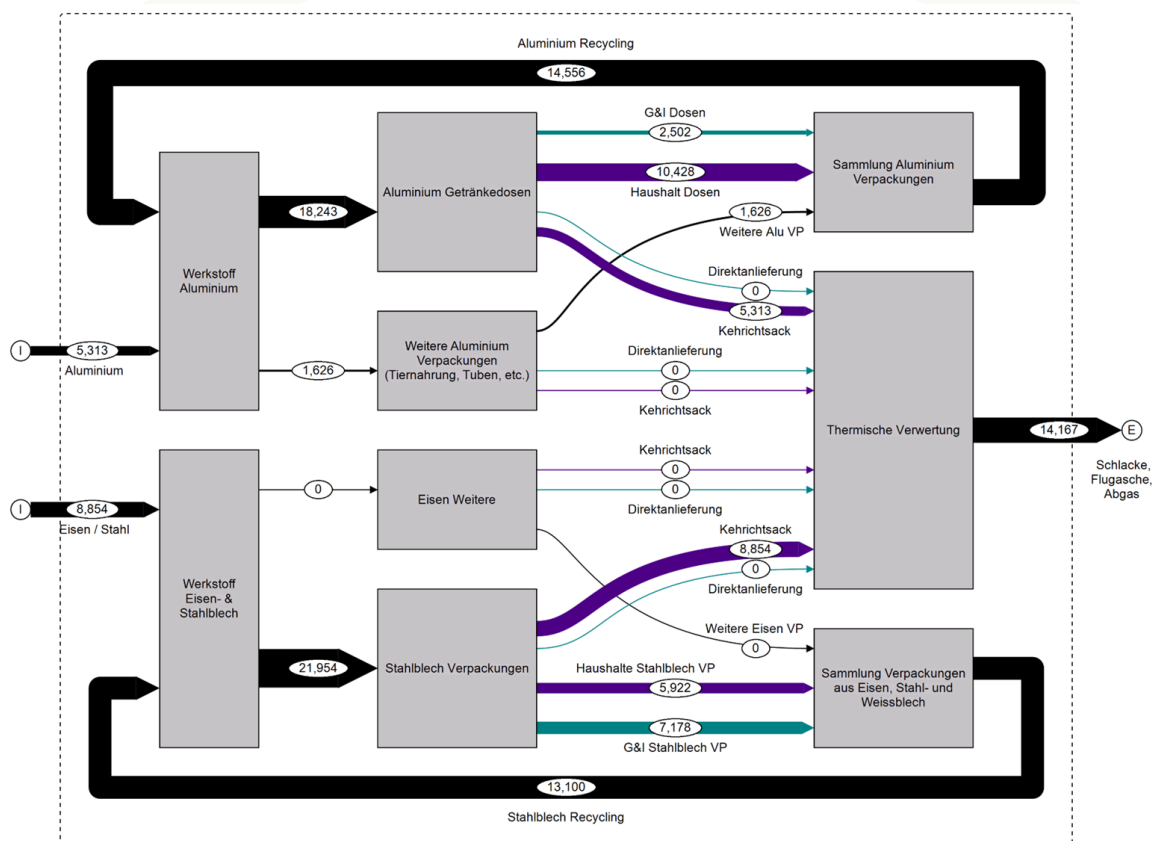 Aluminium Recycling
14,556
G&I Dosen
2,502
10,428
Haushalt Dosen
Sammlung Aluminium
Verpackungen
Aluminium Getränkedosen
18,243
1,626
Weitere Alu VP
Werkstoff
Aluminium
Direktanlieferung
0
5,313
Kehrichtsack
I
5,313
Aluminium
1,626
Weitere Aluminium
Verpackungen
(Tiernahrung, Tuben, etc.)
Direktanlieferung
0
0
Kehrichtsack
Thermische Verwertung
14,167
E
Schlacke,
Flugasche,
Abgas
Kehrichtsack
0
0
Direktanlieferung
0
Eisen Weitere
I
8,854
Eisen / Stahl
Kehrichtsack
8,854
0
Direktanlieferung
Werkstoff
Eisen- &
Stahlblech
Weitere Eisen VP
0
21,954
Stahlblech Verpackungen
Haushalte Stahlblech VP
5,922
7,178
G&I Stahlblech VP
Sammlung Verpackungen
aus Eisen, Stahl- und
Weissblech
13,100
Stahlblech Recycling